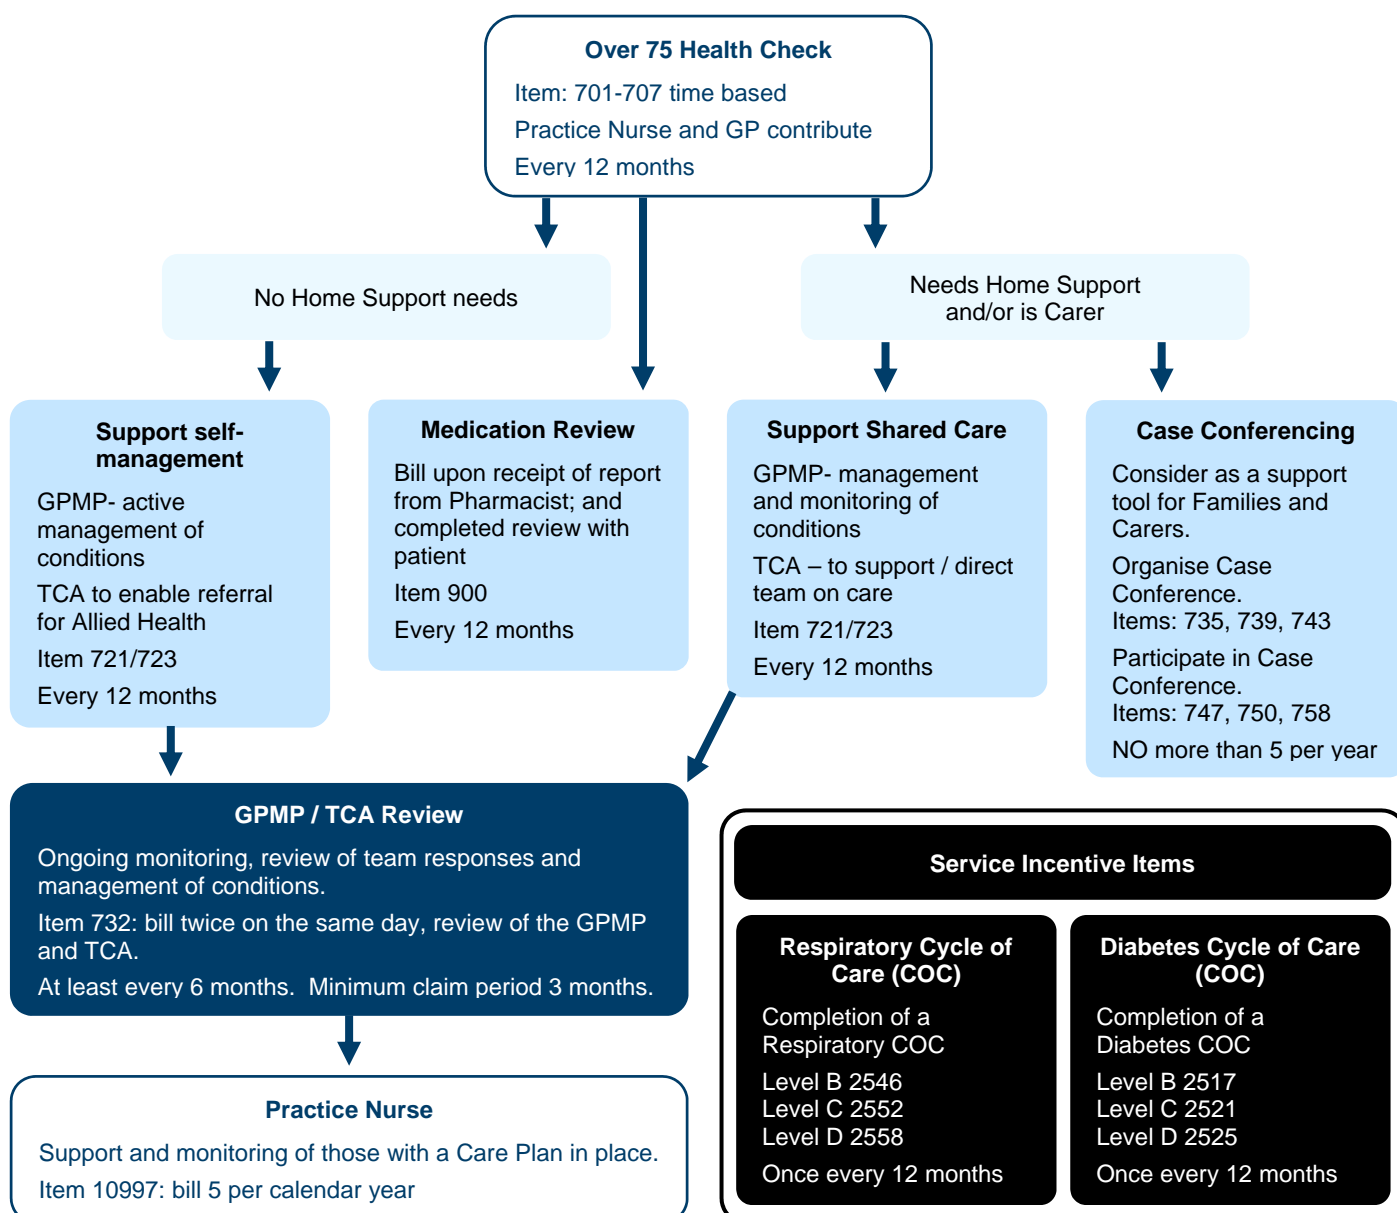 Over 75 Health Check
Item: 701-707 time based
Practice Nurse and GP contribute
Every 12 months
No Home Support needs
Needs Home Support
and/or is Carer
Support self-
management
GPMP- active
management of
conditions
TCA to enable referral
for Allied Health
Item 721/723
Every 12 months
Medication Review
Bill upon receipt of report
from Pharmacist; and
completed review with
patient
Item 900
Every 12 months
Support Shared Care
GPMP- management
and monitoring of
conditions
TCA – to support / direct
team on care
Item 721/723
Every 12 months
Case Conferencing
Consider as a support
tool for Families and
Carers.
Organise Case
Conference.
Items: 735, 739, 743
Participate in Case
Conference.
Items: 747, 750, 758
NO more than 5 per year
GPMP / TCA Review
Ongoing monitoring, review of team responses and
management of conditions.
Item 732: bill twice on the same day, review of the GPMP
and TCA.
At least every 6 months.  Minimum claim period 3 months.
Practice Nurse
Support and monitoring of those with a Care Plan in place.
Item 10997: bill 5 per calendar year
Service Incentive Items
Respiratory Cycle of
Care (COC)
Completion of a
Respiratory COC
Level B 2546
Level C 2552
Level D 2558
Once every 12 months
Diabetes Cycle of Care
(COC)
Completion of a
Diabetes COC
Level B 2517
Level C 2521
Level D 2525
Once every 12 months